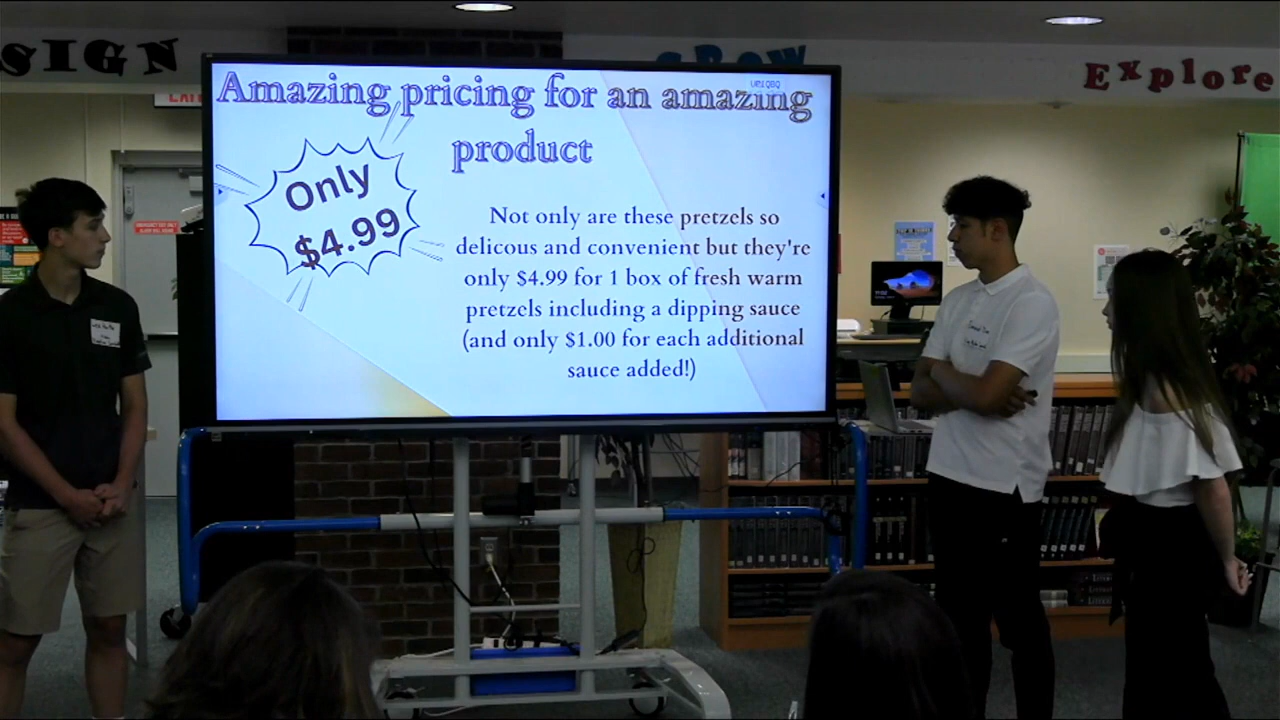 SIGN
GROW
Explore
EXIT
Amazing pricing for an amazing
product
Only
$4.99
Not only are these pretzels so
delicous and convenient but they're
only $4.99 for 1 box of fresh warm
pretzels including a dipping sauce
(and only $1.00 for each additional
sauce added!)